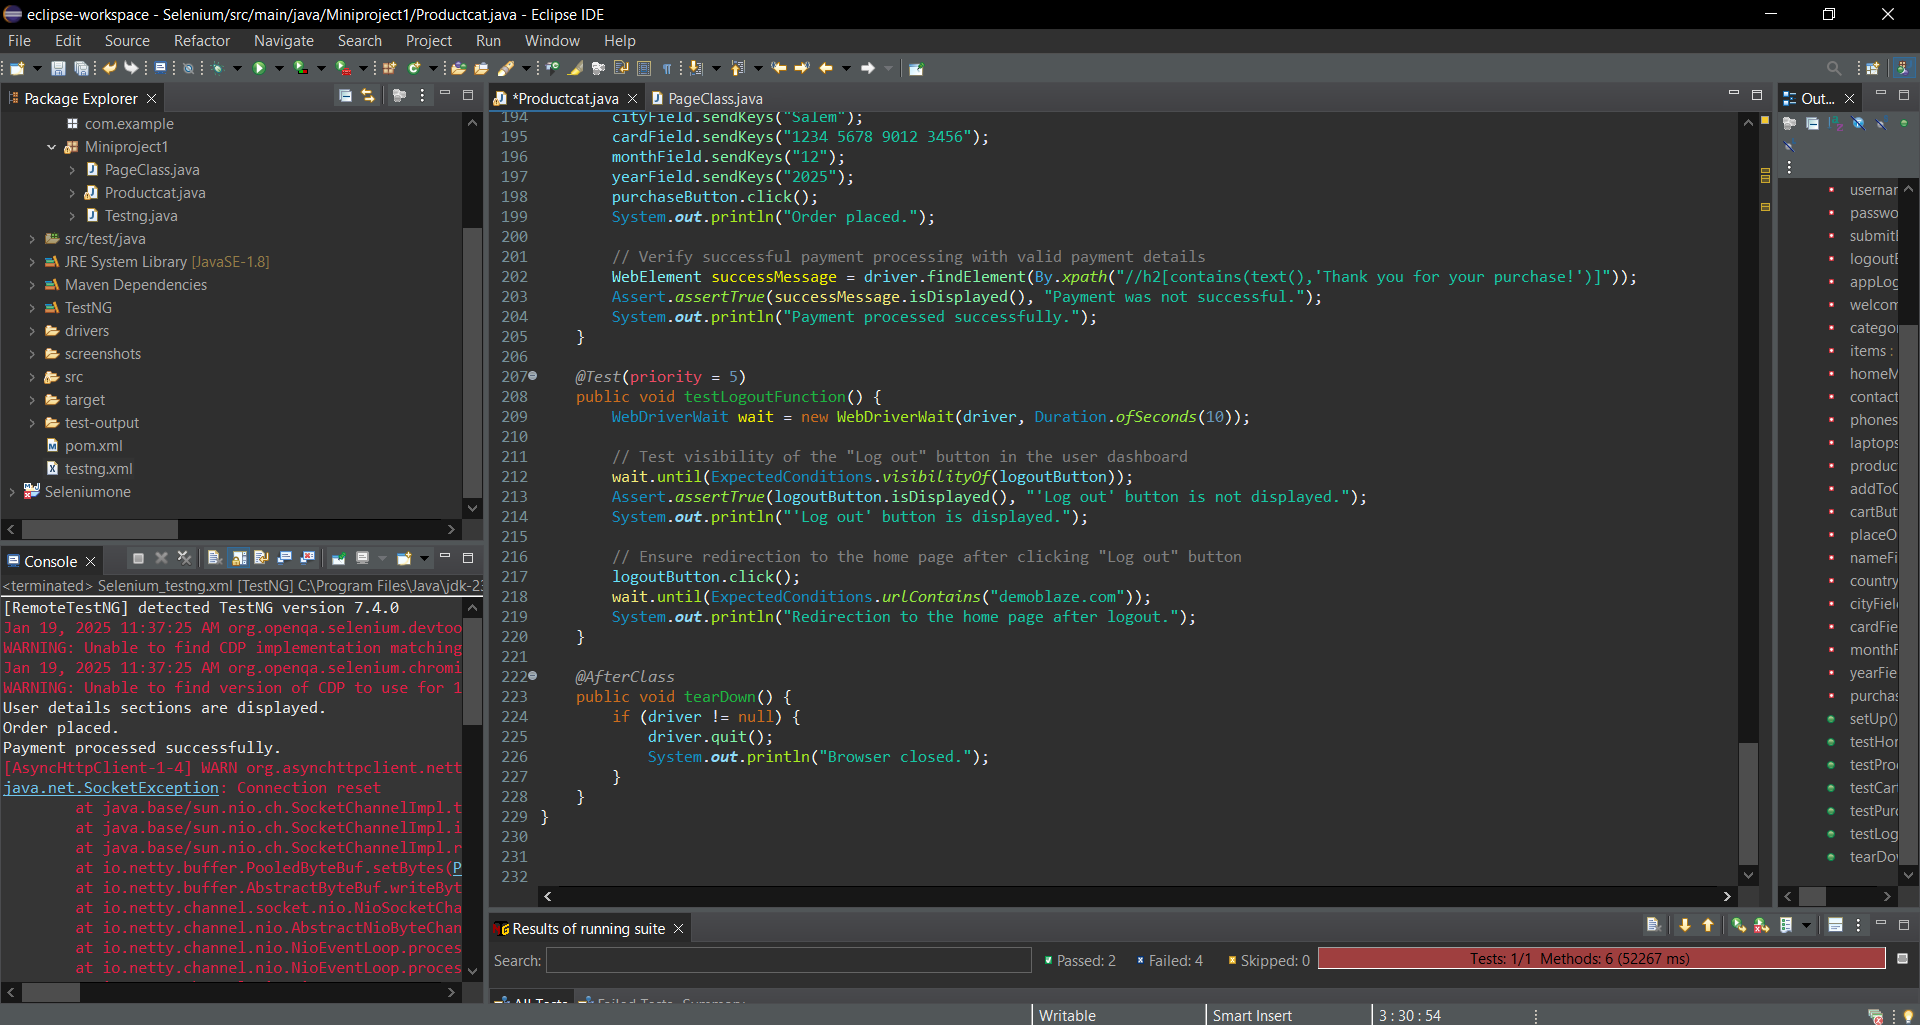 eclipse-workspace - Selenium/src/main/java/Miniproject1/Productcat.java - Eclipse IDE
File Edit Source Refactor Navigate Search Project Run Window Help
Package Explorer
com.example
Miniproject1
PageClass.java
Productcat.java
Testng.java
src/test/java
JRE System Library [JavaSE-1.8]
Maven Dependencies
TestNG
drivers
screenshots
src
target
test-output
pom.xml
testng.xml
Seleniumone
Console
<terminated> Selenium_testng.xml [TestNG] C:\Program Files\Java\jdk-23
[RemoteTestNG] detected TestNG version 7.4.0
Jan 19, 2025 11:37:25 AM org.openqa.selenium.devtoo
WARNING: Unable to find CDP implementation matching
Jan 19, 2025 11:37:25 AM org.openqa.selenium.chromi
WARNING: Unable to find version of CDP to use for 1
User details sections are displayed.
Order placed.
Payment processed successfully.
[AsyncHttpClient-1-4] WARN org.asynchttpclient.nett
java.net.SocketException: Connection reset
at java.base/sun.nio.ch.SocketChannelImpl.t
at java.base/sun.nio.ch.SocketChannelImpl.i
at java.base/sun.nio.ch.SocketChannelImpl.r
at io.netty.buffer.PooledByteBuf.setBytes(P
at io.netty.buffer.AbstractByteBuf.writeByt
at io.netty.channel.socket.nio.NioSocketCha
at io.netty.channel.nio.AbstractNioByteChan
at io.netty.channel.nio.NioEventLoop.proces
at io.netty.channel.nio.NioEventLoop.proces
*Productcat.java PageClass.java
194 cityField.sendKeys("Salem");
195 cardField.sendKeys("1234 5678 9012 3456");
196 monthField.sendKeys("12");
197 yearField.sendKeys("2025");
198 purchaseButton.click();
199 System.out.println("Order placed.");
200
201 // Verify successful payment processing with valid payment details
202 WebElement successMessage = driver.findElement(By.xpath("//h2[contains(text(),'Thank you for your purchase!')]"));
203 Assert.assertTrue(successMessage.isDisplayed(), "Payment was not successful.");
204 System.out.println("Payment processed successfully.");
205 }
206
207 @Test(priority = 5)
208 public void testLogoutFunction() {
209 WebDriverWait wait = new WebDriverWait(driver, Duration.ofSeconds(10));
210
211 // Test visibility of the "Log out" button in the user dashboard
212 wait.until(ExpectedConditions.visibilityOf(logoutButton));
213 Assert.assertTrue(logoutButton.isDisplayed(), "'Log out' button is not displayed.");
214 System.out.println("'Log out' button is displayed.");
215
216 // Ensure redirection to the home page after clicking "Log out" button
217 logoutButton.click();
218 wait.until(ExpectedConditions.urlContains("demoblaze.com"));
219 System.out.println("Redirection to the home page after logout.");
220 }
221
222 @AfterClass
223 public void tearDown() {
224 if (driver != null) {
225 driver.quit();
226 System.out.println("Browser closed.");
227 }
228 }
229 }
230
231
232
Out...
usernar
passwo
submitl
logoutE
appLog
welcom
catego
items :
homeM
contact
phones
laptops
produc
addToC
cartBut
placeO
nameFi
country
cityField
cardFie
monthF
yearFie
purchas
setUp()
testHor
testPro
testCar
testPur
testLog
tearDo
Results of running suite
Search: Passed: 2 Failed: 4 Skipped: 0 Tests: 1/1 Methods: 6 (52267 ms)
All Tests Failed Tests Summary
Writable Smart Insert 3 : 30 : 54